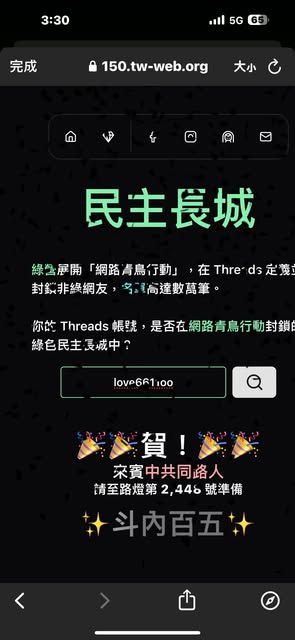 3:30
5G 65
完成 150.tw-web.org 大小
民主長城
綠營展開「網路青鳥行動」，在 Threads 定義
封鎖非綠網友，名單高達數萬筆。
你的 Threads 帳號，是否在網路青鳥行動封鎖的
綠色民主長城中？
賀！
來賓中共同路人
請至路燈第 2,448 號準備
斗內百五